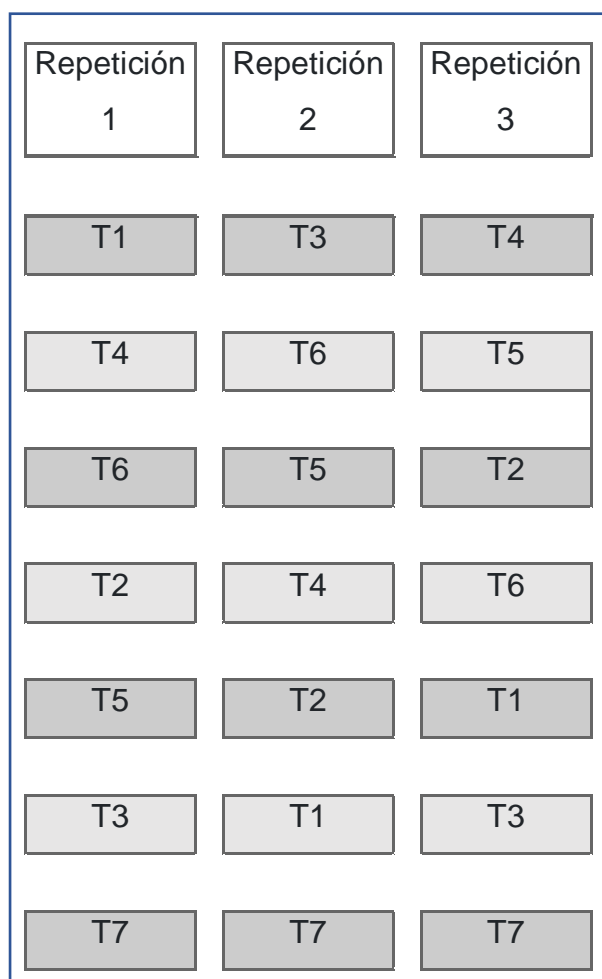 Repetición Repetición Repetición
1 2 3
T1 T3 T4
T4 T6 T5
T6 T5 T2
T2 T4 T6
T5 T2 T1
T3 T1 T3
T7 T7 T7